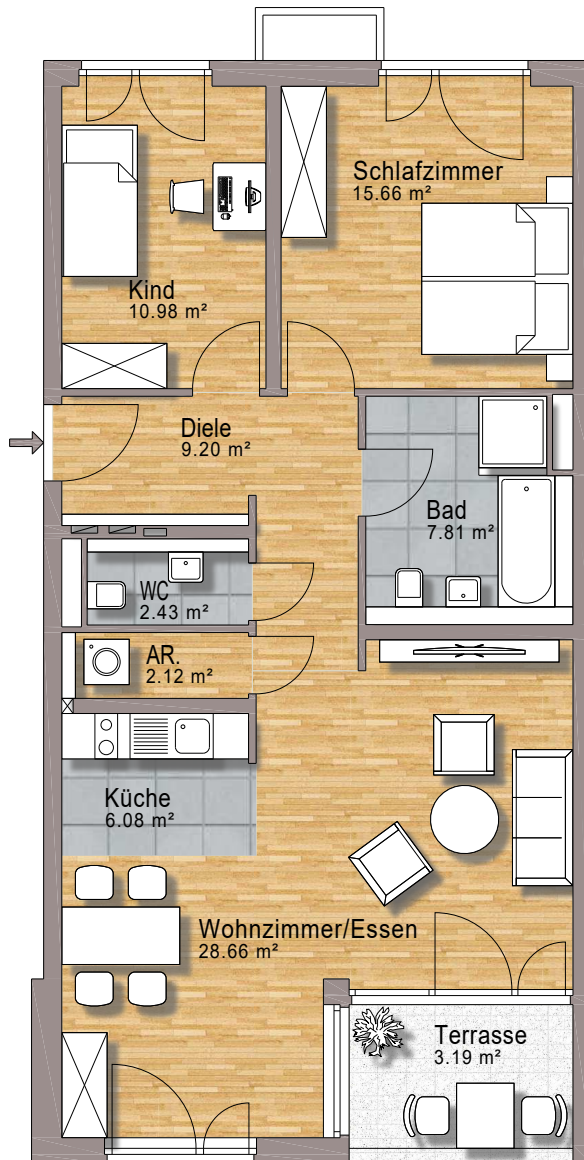 Schlafzimmer
15.66 m²
Kind
10.98 m²
Diele
9.20 m²
Bad
7.81 m²
WC
2.43 m²
AR.
2.12 m²
Küche
6.08 m²
Wohnzimmer/Essen
28.66 m²
Terrasse
3.19 m²